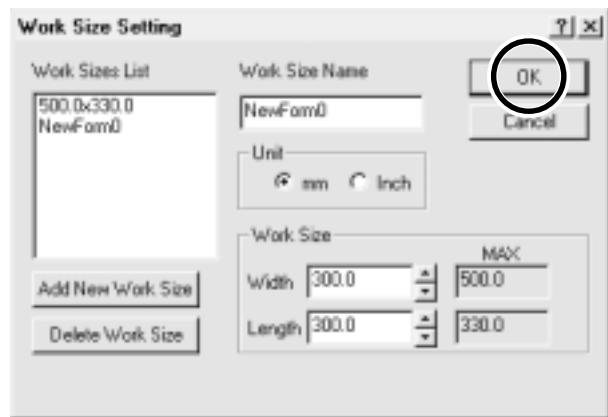 Work Size Setting
? ×
Work Sizes List
500.0x330.0
NewForm0
Add New Work Size
Delete Work Size
Work Size Name
NewForm0
Unit
mm Inch
Work Size
MAX
Width 300.0 500.0
Length 300.0 330.0
OK
Cancel